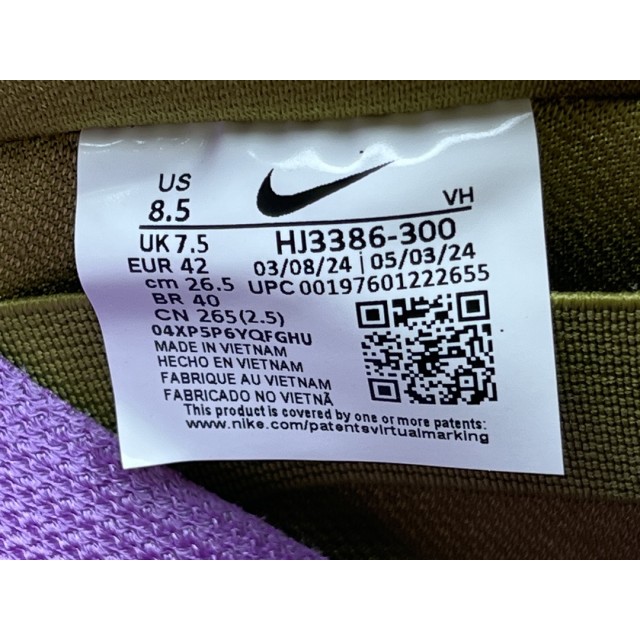 US
8.5
VH
UK 7.5
HJ3386-300
EUR 42
03/08/24 | 05/03/24
cm 26.5
UPC 00197601222655
BR 40
CN 265(2.5)
04XP5P6YQFGHU
MADE IN VIETNAM
HECHO EN VIETNAM
FABRIQUE AU VIETNAM
FABRICADO NO VIETNÃ
This product is covered by one or more patents:
www.nike.com/patentsvirtualmarking